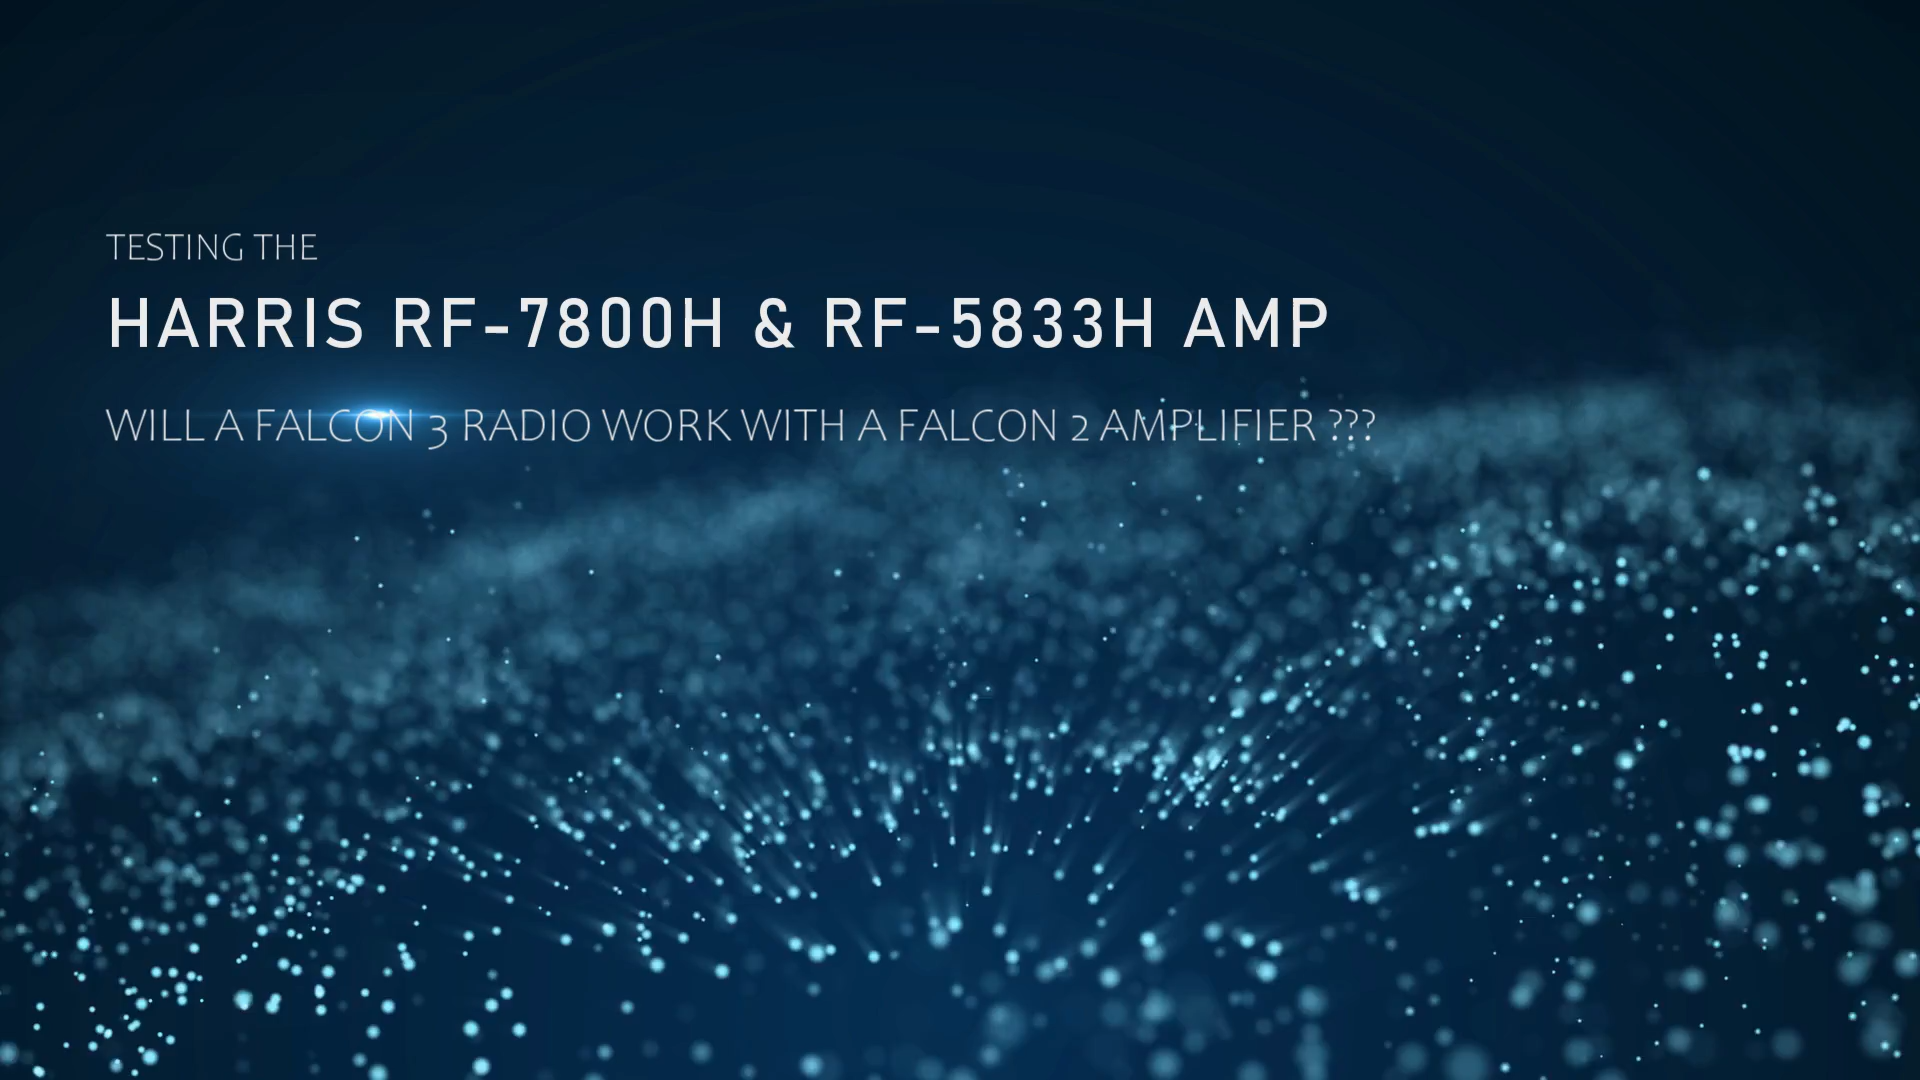 TESTING THE
HARRIS RF-7800H & RF-5833H AMP
WILL A FALCON 3 RADIO WORK WITH A FALCON 2 AMPLIFIER ???